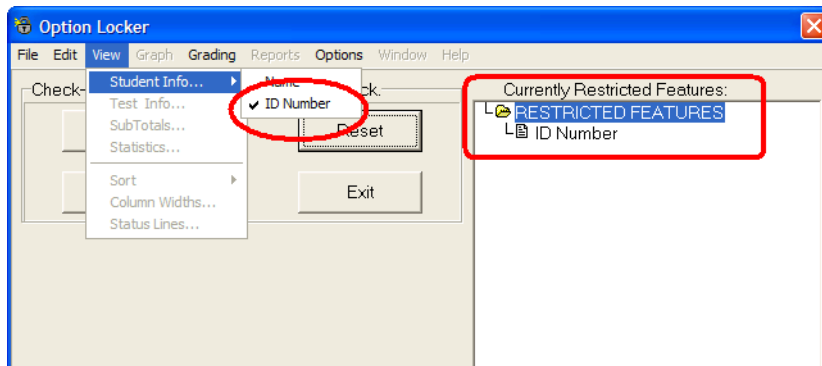 Option Locker
File Edit View Graph Grading Reports Options Window Help
Check-
ck.
Student Info...
Name
Test Info...
ID Number
SubTotals...
Reset
Statistics...
Sort
Exit
Column Widths...
Status Lines...
Currently Restricted Features:
RESTRICTED FEATURES
ID Number